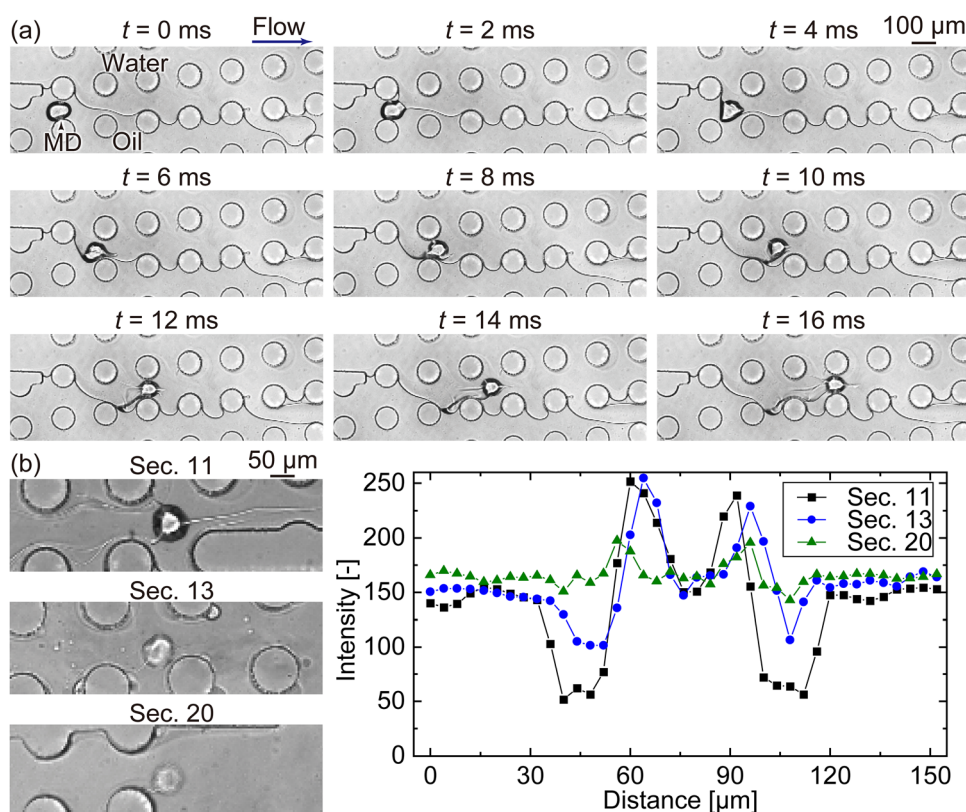 (a)
t = 0 ms
Flow
t = 2 ms
t = 4 ms
100 µm
Water
MD
Oil
t = 6 ms
t = 8 ms
t = 10 ms
t = 12 ms
t = 14 ms
t = 16 ms
(b)
Sec. 11
50 µm
Sec. 13
Sec. 20
Intensity [-]
250
200
150
100
50
0
Sec. 11
Sec. 13
Sec. 20
0 30 60 90 120 150
Distance [µm]